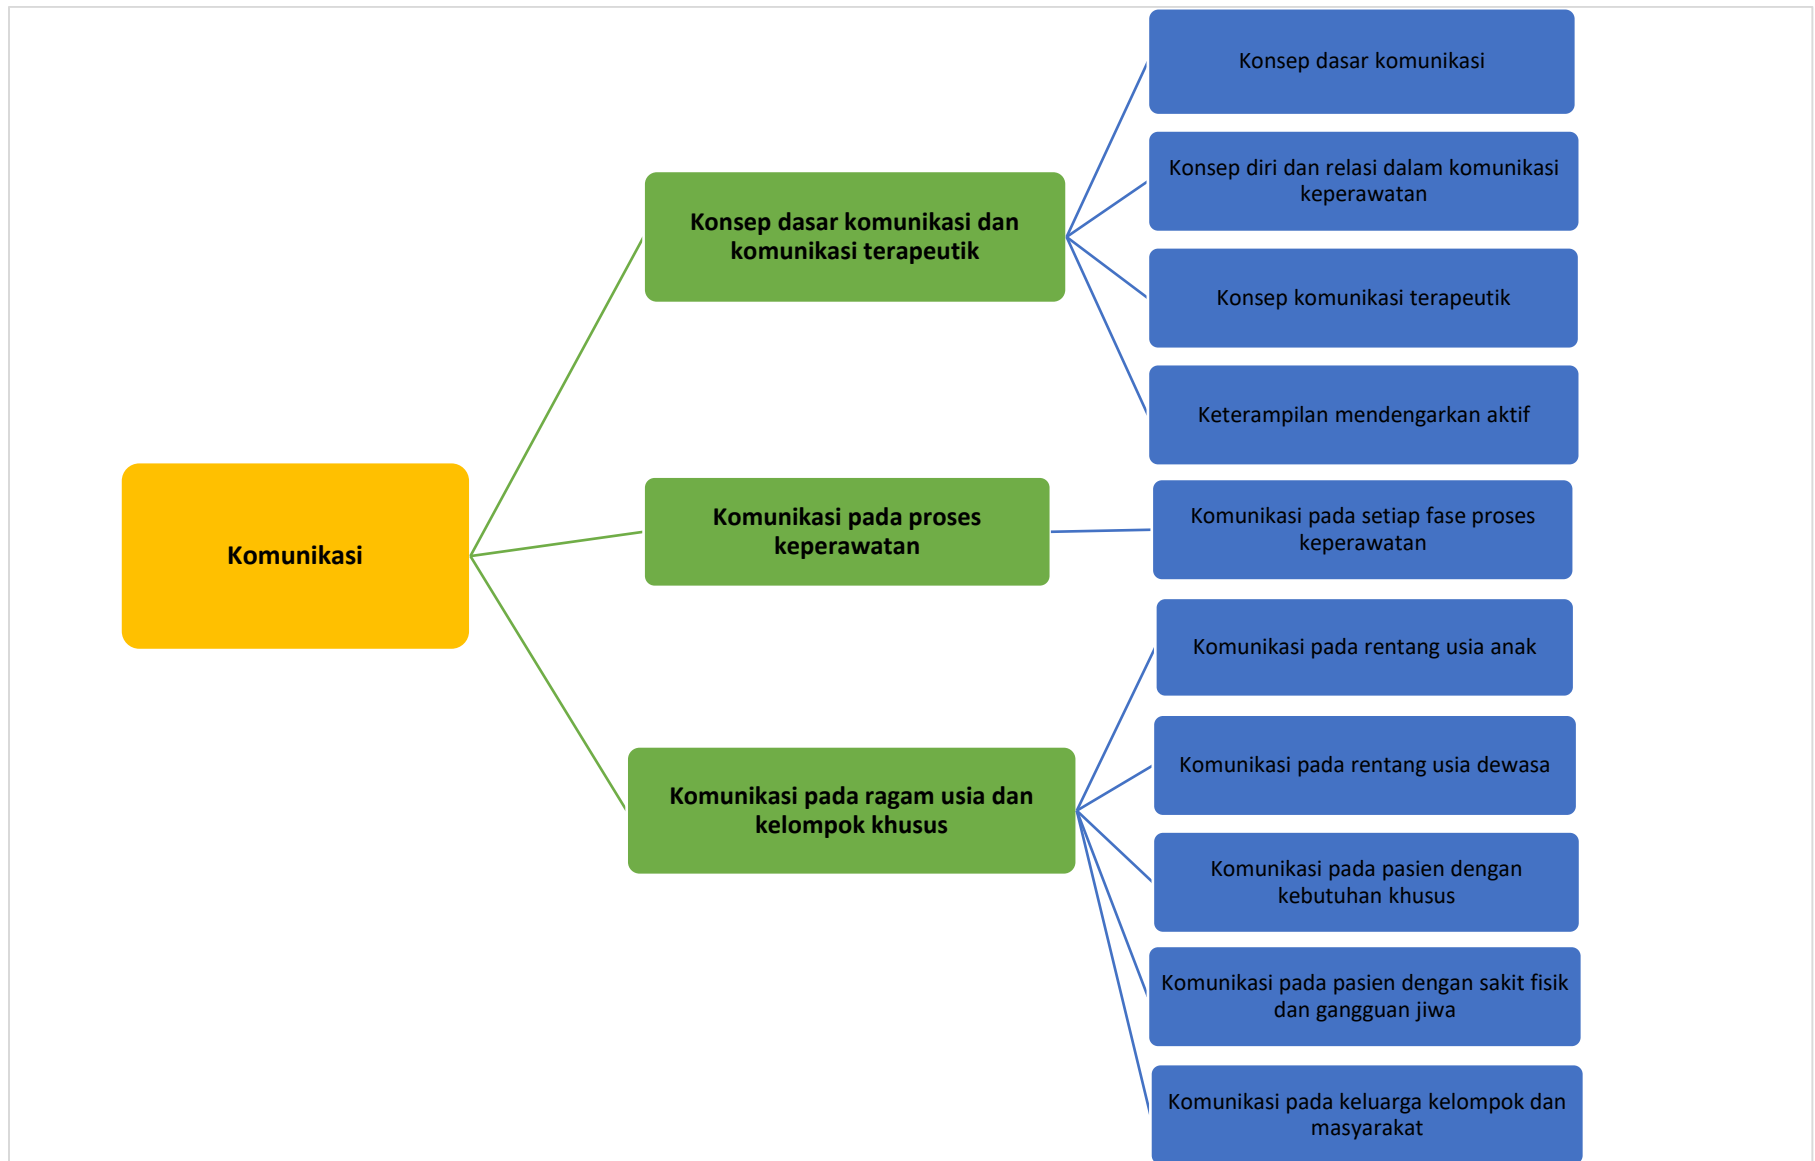 Komunikasi
Konsep dasar komunikasi dan
komunikasi terapeutik
Konsep dasar komunikasi
Konsep diri dan relasi dalam komunikasi
keperawatan
Konsep komunikasi terapeutik
Keterampilan mendengarkan aktif
Komunikasi pada proses
keperawatan
Komunikasi pada setiap fase proses
keperawatan
Komunikasi pada ragam usia dan
kelompok khusus
Komunikasi pada rentang usia anak
Komunikasi pada rentang usia dewasa
Komunikasi pada pasien dengan
kebutuhan khusus
Komunikasi pada pasien dengan sakit fisik
dan gangguan jiwa
Komunikasi pada keluarga kelompok dan
masyarakat